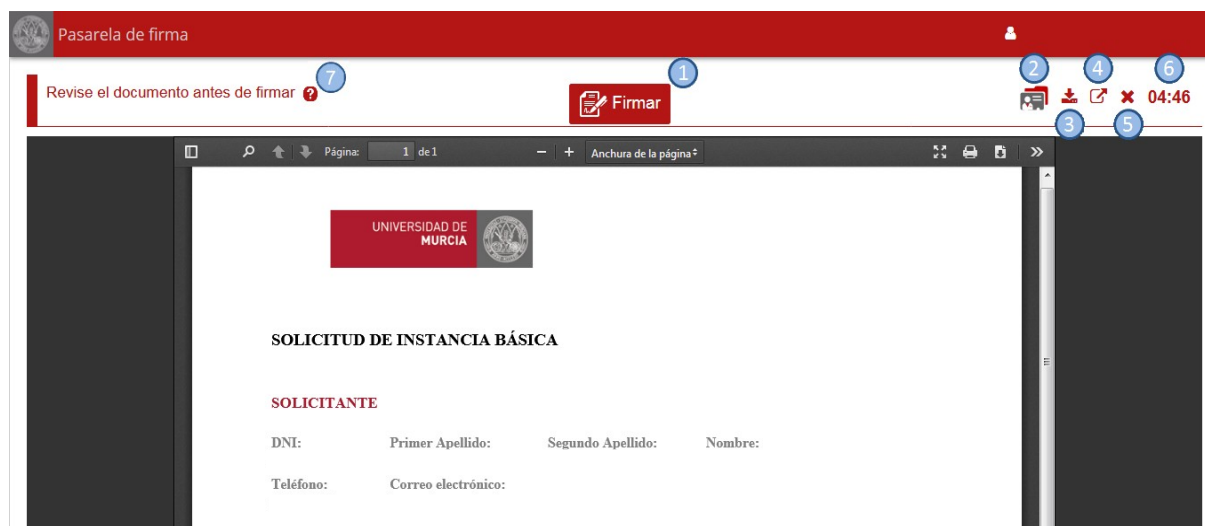 Pasarela de firma
7
1
2
4
6
Revise el documento antes de firmar ?
Firmar
04:46
3
5
Página: 1 de 1
− + Anchura de la página
UNIVERSIDAD DE
MURCIA
SOLICITUD DE INSTANCIA BÁSICA
SOLICITANTE
DNI: Primer Apellido: Segundo Apellido: Nombre:
Teléfono: Correo electrónico: